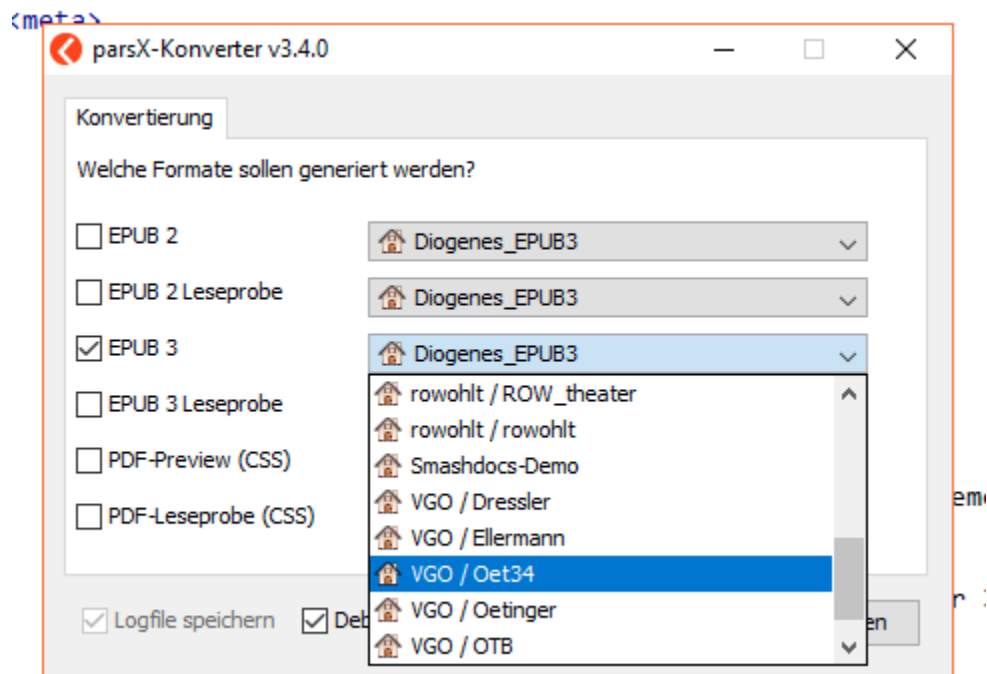 <meta>
parsX-Konverter v3.4.0
Konvertierung
Welche Formate sollen generiert werden?
EPUB 2
Diogenes_EPUB3
EPUB 2 Leseprobe
Diogenes_EPUB3
EPUB 3
Diogenes_EPUB3
EPUB 3 Leseprobe
PDF-Preview (CSS)
PDF-Leseprobe (CSS)
rowohlt / ROW_theater
rowohlt / rowohlt
Smashdocs-Demo
VGO / Dressler
VGO / Ellermann
VGO / Oet34
VGO / Oetinger
VGO / OTB
Logfile speichern